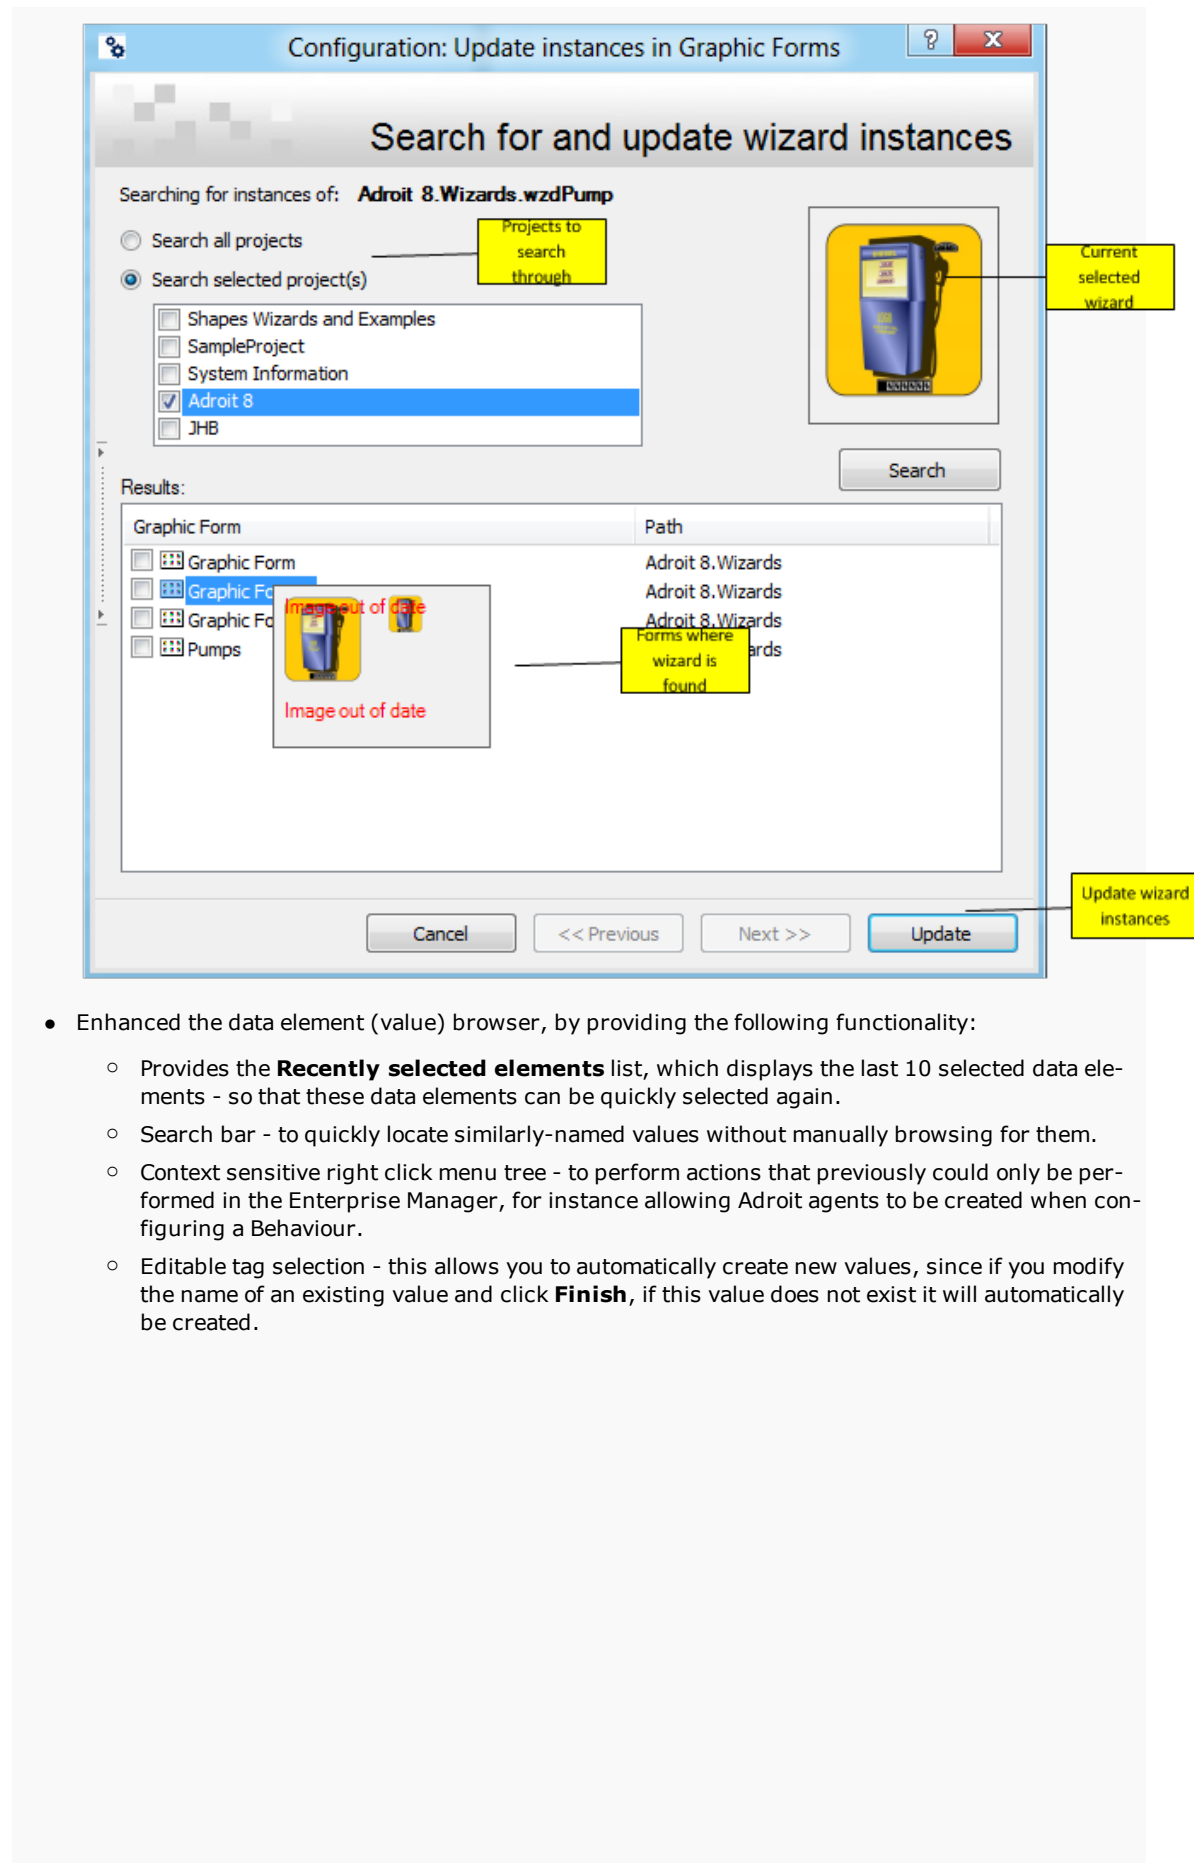 Configuration: Update instances in Graphic Forms
Search for and update wizard instances
Searching for instances of: Adroit 8.Wizards.wzdPump
Search all projects
Projects to
search
through
Search selected project(s)
Current
selected
wizard
Shapes Wizards and Examples
SampleProject
System Information
Adroit 8
JHB
Search
Results:
Graphic Form Path
Graphic Form Adroit 8.Wizards
Graphic Fo Adroit 8.Wizards
Image out of date
Graphic Fo Adroit 8.Wizards
Pumps
Forms where
wizard is
found
Image out of date
Update wizard
instances
Cancel << Previous Next >> Update
● Enhanced the data element (value) browser, by providing the following functionality:
○ Provides the Recently selected elements list, which displays the last 10 selected data ele-
ments - so that these data elements can be quickly selected again.
○ Search bar - to quickly locate similarly-named values without manually browsing for them.
○ Context sensitive right click menu tree - to perform actions that previously could only be per-
formed in the Enterprise Manager, for instance allowing Adroit agents to be created when con-
figuring a Behaviour.
○ Editable tag selection - this allows you to automatically create new values, since if you modify
the name of an existing value and click Finish, if this value does not exist it will automatically
be created.